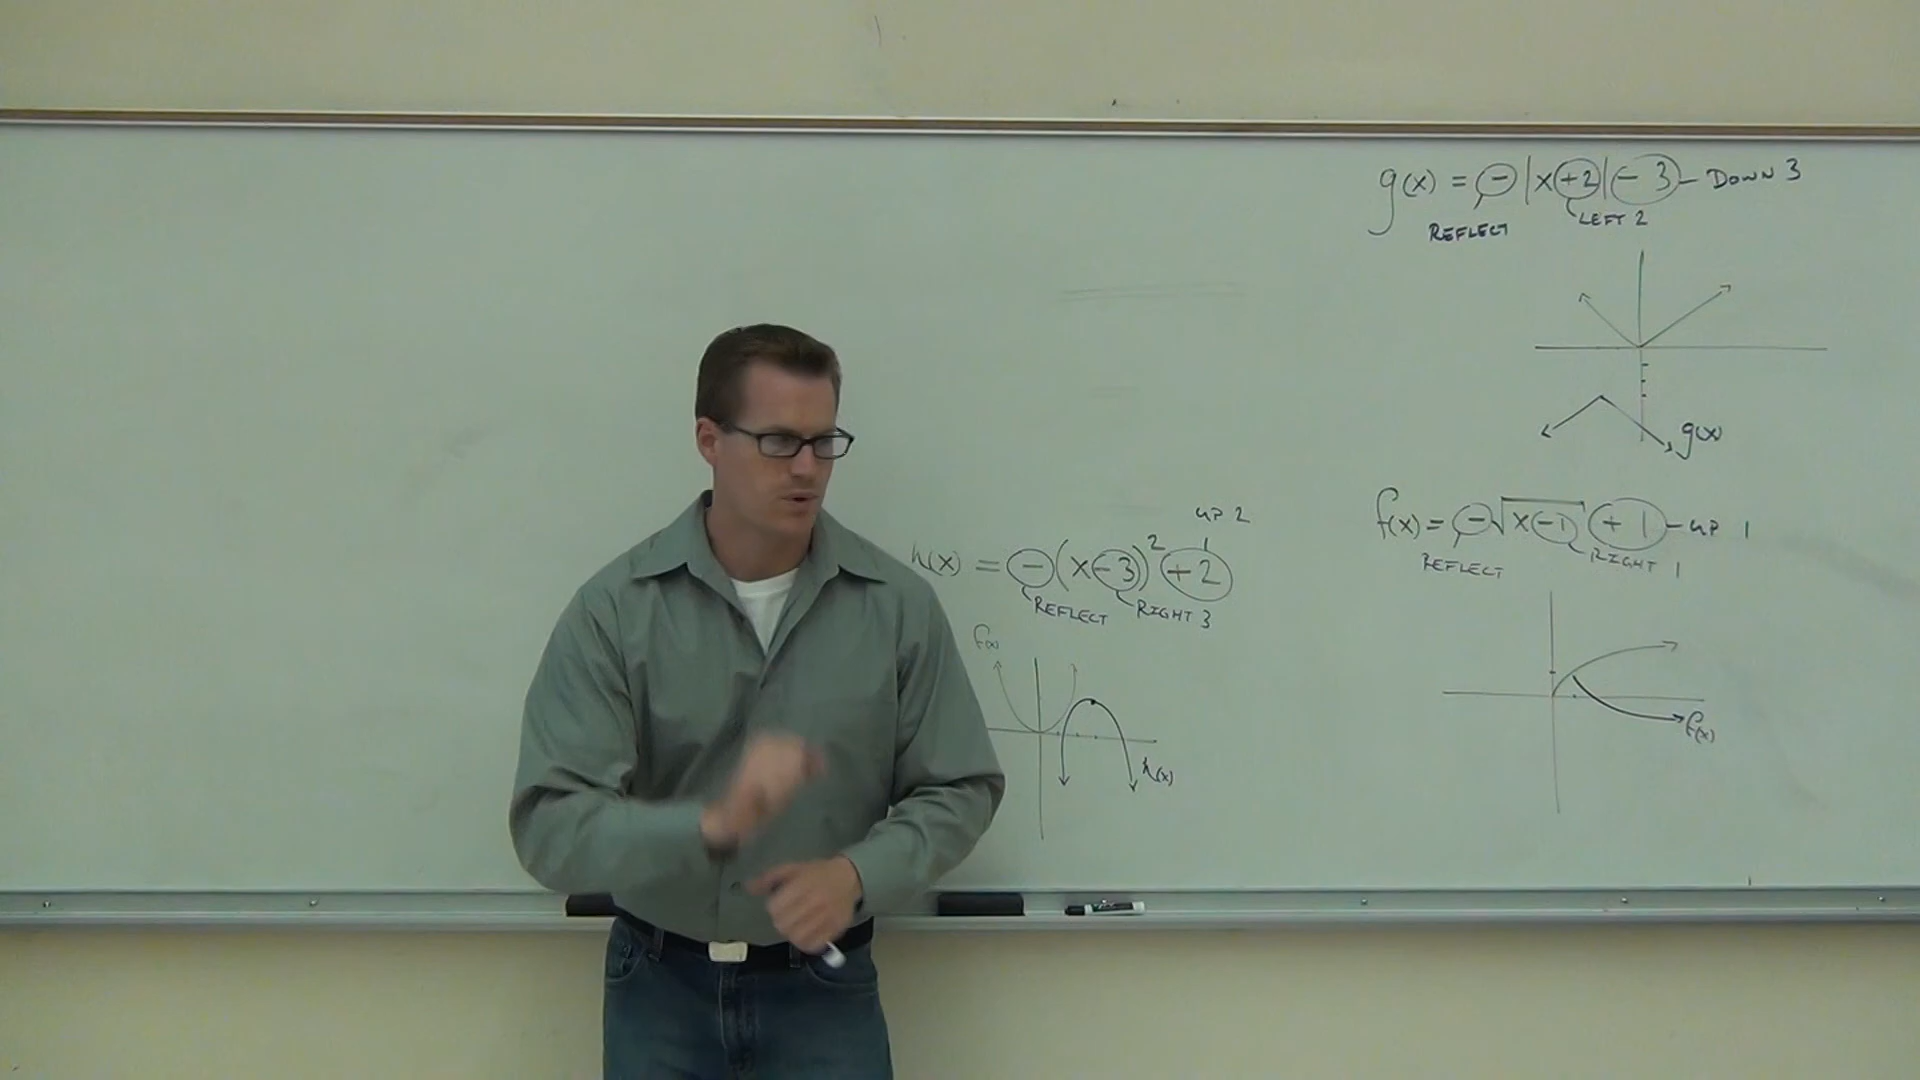 g(x) = -|x+2|-3 - DOWN 3
REFLECT LEFT 2
g(x)
f(x) = -√x-1 +1 - UP 1
REFLECT RIGHT 1
f(x)
UP 2
h(x) = -(x-3)² +2
REFLECT RIGHT 3
f(x)
h(x)